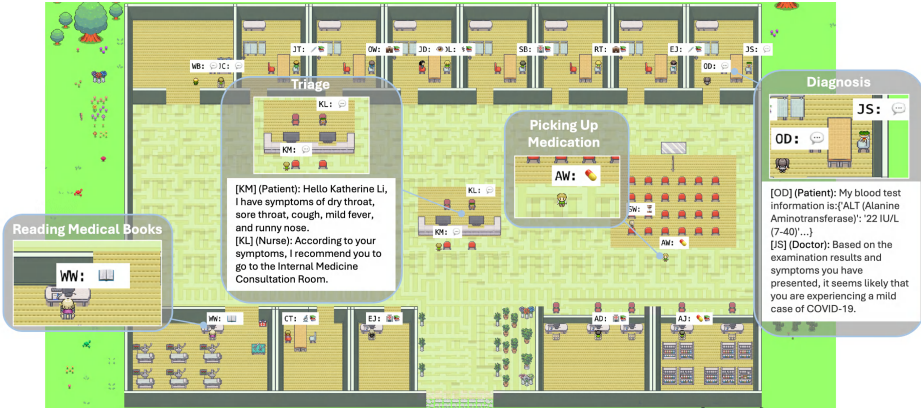 JT:
OW:
JD:
DL:
SB:
RT:
EJ:
JS:
WB:
JC:
OD:
Triage
KL:
KM:
[KM] (Patient): Hello Katherine Li,
I have symptoms of dry throat,
sore throat, cough, mild fever,
and runny nose.
[KL] (Nurse): According to your
symptoms, I recommend you to
go to the Internal Medicine
Consultation Room.
Picking Up
Medication
AW:
Diagnosis
JS:
OD:
[OD] (Patient): My blood test
information is:{'ALT (Alanine
Aminotransferase)': '22 IU/L
(7-40)'...}
[JS] (Doctor): Based on the
examination results and
symptoms you have
presented, it seems likely that
you are experiencing a mild
case of COVID-19.
KL:
KM:
SW:
AW:
Reading Medical Books
WW:
WW:
CT:
EJ:
AD:
AJ: